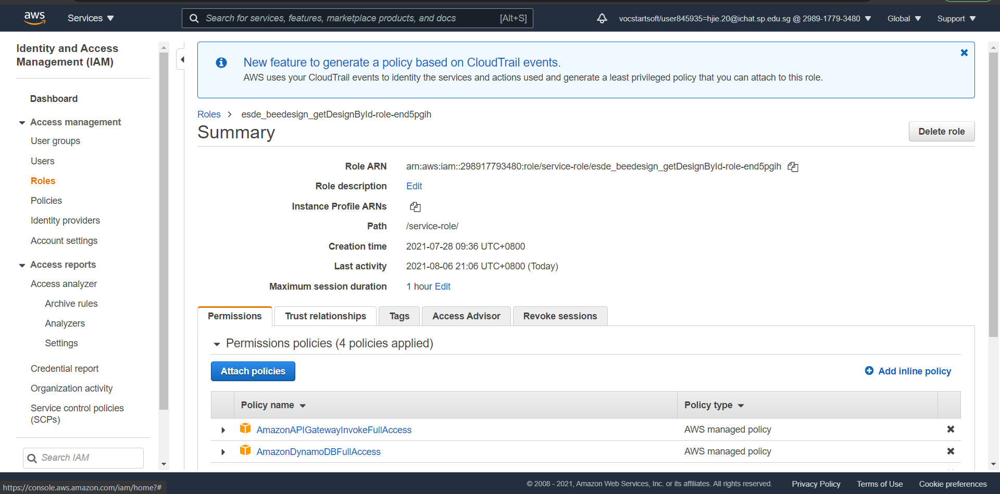 aws
Services
Search for services, features, marketplace products, and docs
[Alt+S]
vocstartsoft/user845935=hjie.20@ichat.sp.edu.sg @ 2989-1779-3480
Global
Support
Identity and Access
Management (IAM)
Dashboard
Access management
User groups
Users
Roles
Policies
Identity providers
Account settings
Access reports
Access analyzer
Archive rules
Analyzers
Settings
Credential report
Organization activity
Service control policies
(SCPs)
Search IAM
New feature to generate a policy based on CloudTrail events.
AWS uses your CloudTrail events to identity the services and actions used and generate a least privileged policy that you can attach to this role.
Roles > esde_beedesign_getDesignById-role-end5pgih
Summary
Delete role
Role ARN arn:aws:iam::298917793480:role/service-role/esde_beedesign_getDesignById-role-end5pgih
Role description Edit
Instance Profile ARNs
Path /service-role/
Creation time 2021-07-28 09:36 UTC+0800
Last activity 2021-08-06 21:06 UTC+0800 (Today)
Maximum session duration 1 hour Edit
Permissions
Trust relationships
Tags
Access Advisor
Revoke sessions
Permissions policies (4 policies applied)
Attach policies
Add inline policy
Policy name
Policy type
AmazonAPIGatewayInvokeFullAccess AWS managed policy
AmazonDynamoDBFullAccess AWS managed policy
https://console.aws.amazon.com/iam/home?#
© 2008 - 2021, Amazon Web Services, Inc. or its affiliates. All rights reserved.
Privacy Policy
Terms of Use
Cookie preferences